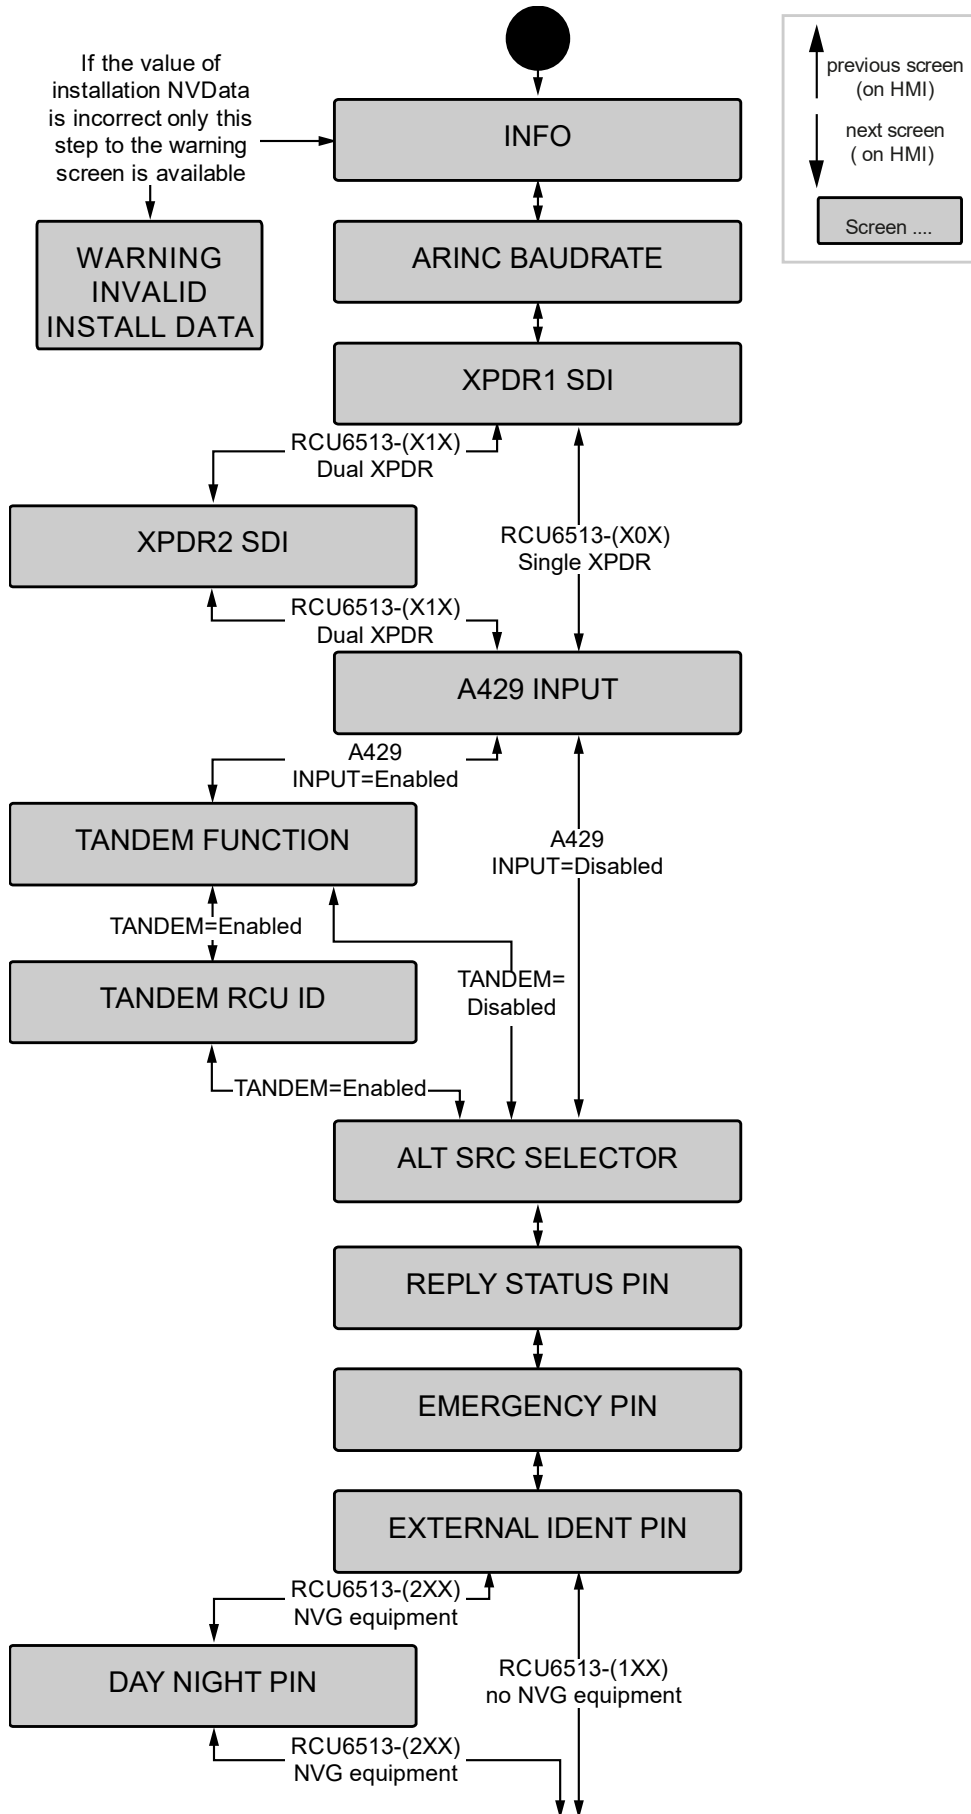 If the value of
installation NVData
is incorrect only this
step to the warning
screen is available
INFO
previous screen
(on HMI)
next screen
( on HMI)
Screen ....
WARNING
INVALID
INSTALL DATA
ARINC BAUDRATE
XPDR1 SDI
RCU6513-(X1X)
Dual XPDR
XPDR2 SDI
RCU6513-(X0X)
Single XPDR
RCU6513-(X1X)
Dual XPDR
A429 INPUT
A429
INPUT=Enabled
TANDEM FUNCTION
A429
INPUT=Disabled
TANDEM=Enabled
TANDEM RCU ID
TANDEM=
Disabled
TANDEM=Enabled
ALT SRC SELECTOR
REPLY STATUS PIN
EMERGENCY PIN
EXTERNAL IDENT PIN
RCU6513-(2XX)
NVG equipment
DAY NIGHT PIN
RCU6513-(1XX)
no NVG equipment
RCU6513-(2XX)
NVG equipment